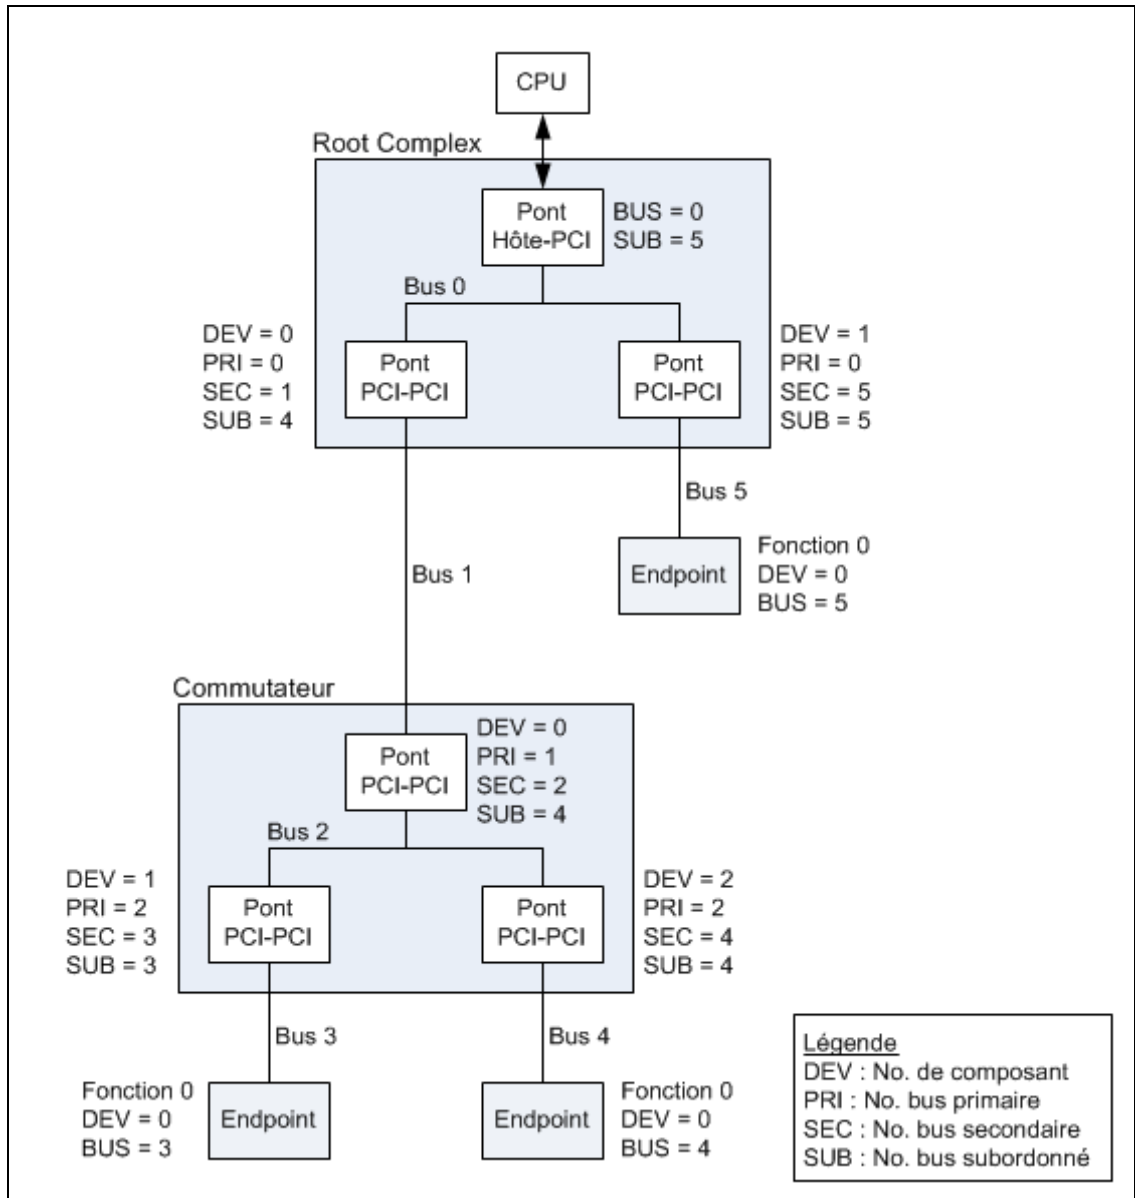 CPU
Root Complex
Pont
Hôte-PCI
BUS = 0
SUB = 5
Bus 0
DEV = 0
PRI = 0
SEC = 1
SUB = 4
Pont
PCI-PCI
Pont
PCI-PCI
DEV = 1
PRI = 0
SEC = 5
SUB = 5
Bus 5
Bus 1
Endpoint
Fonction 0
DEV = 0
BUS = 5
Commutateur
Pont
PCI-PCI
DEV = 0
PRI = 1
SEC = 2
SUB = 4
Bus 2
DEV = 1
PRI = 2
SEC = 3
SUB = 3
Pont
PCI-PCI
Pont
PCI-PCI
DEV = 2
PRI = 2
SEC = 4
SUB = 4
Bus 3
Bus 4
Fonction 0
DEV = 0
BUS = 3
Endpoint
Endpoint
Fonction 0
DEV = 0
BUS = 4
Légende
DEV : No. de composant
PRI : No. bus primaire
SEC : No. bus secondaire
SUB : No. bus subordonné